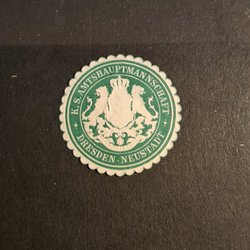 K. S. AMTSHAUPTMANNSCHAFT
DRESDEN-NEUSTADT